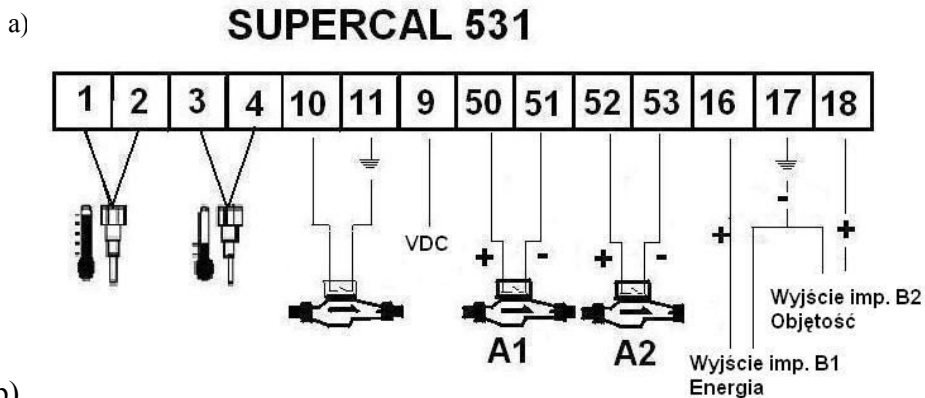 a)
SUPERCAL 531
1 2 3 4 10 11 9 50 51 52 53 16 17 18
VDC
+ - + - + - +
A1 A2
Wyjście imp. B2
Objętość
Wyjście imp. B1
Energia
b)